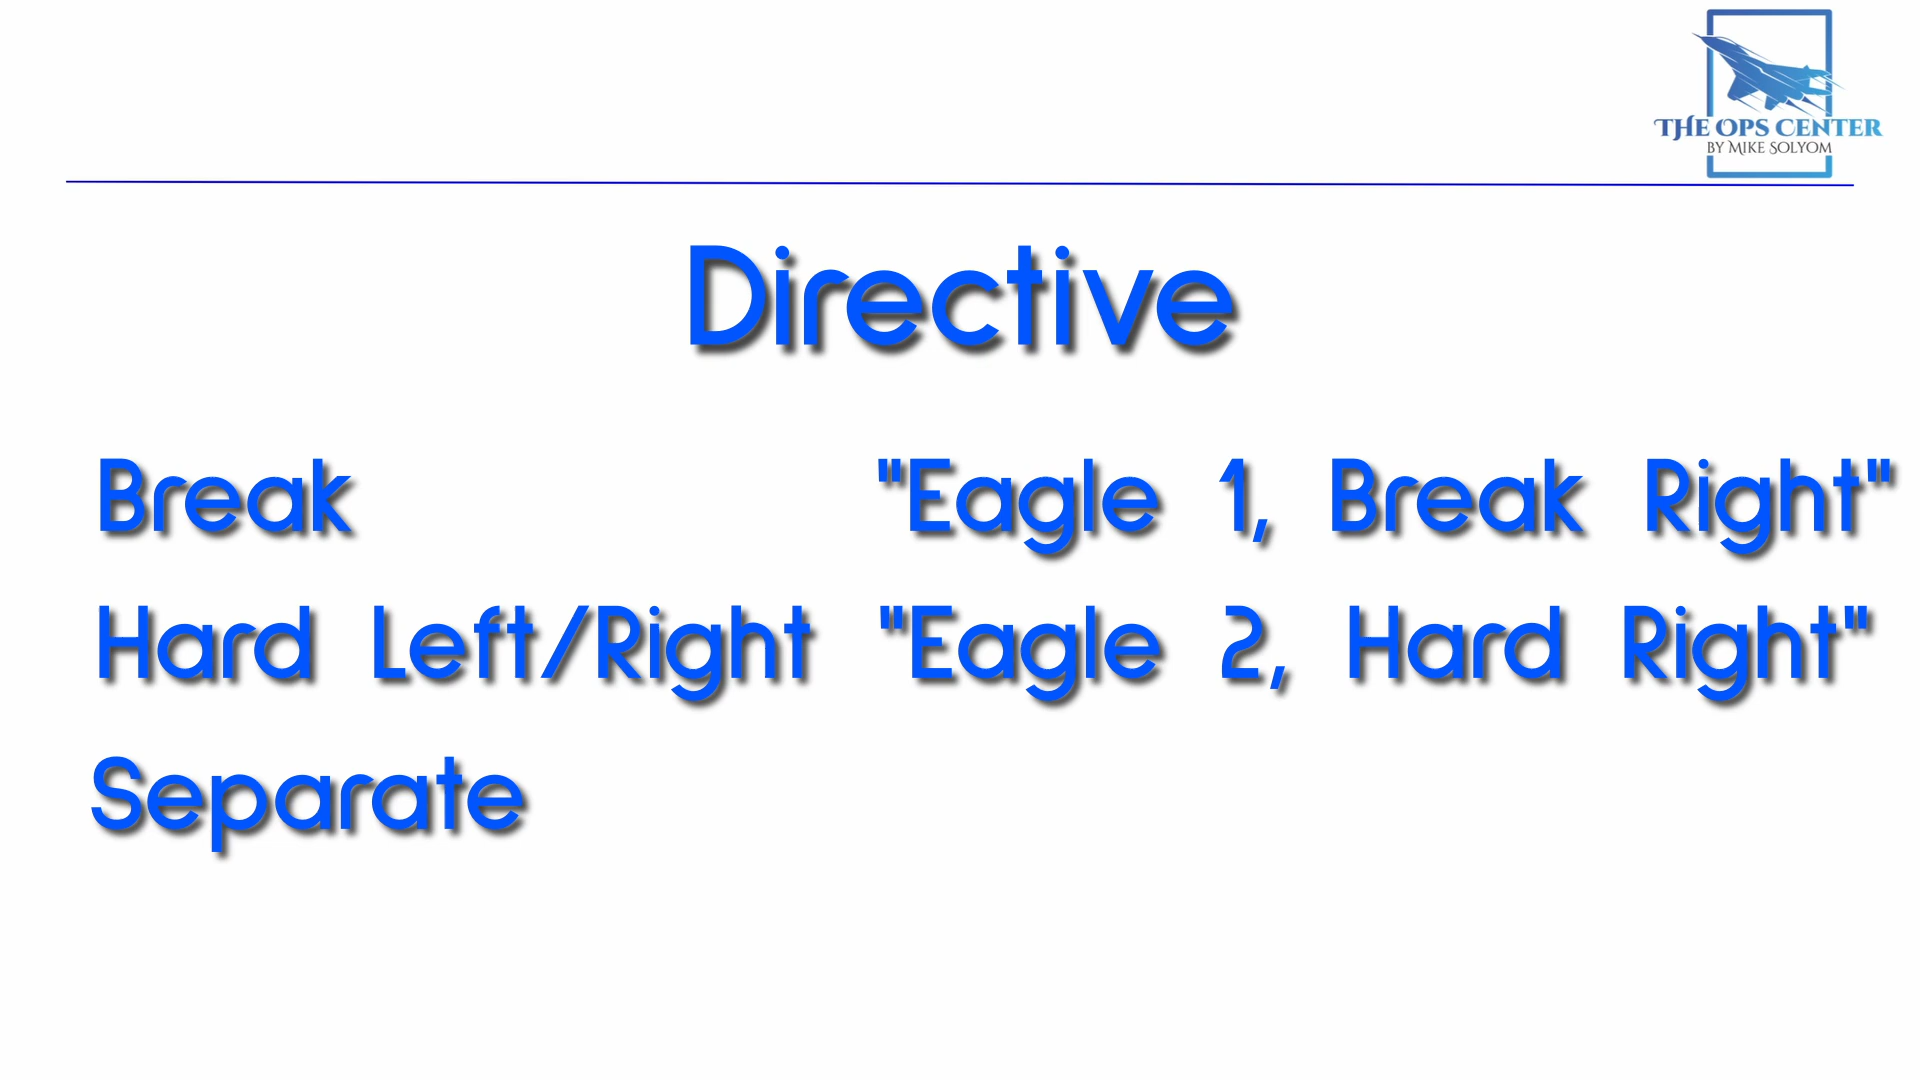 THE OPS CENTER
BY MIKE SOLYOM
Directive
Break "Eagle 1, Break Right"
Hard Left/Right "Eagle 2, Hard Right"
Separate